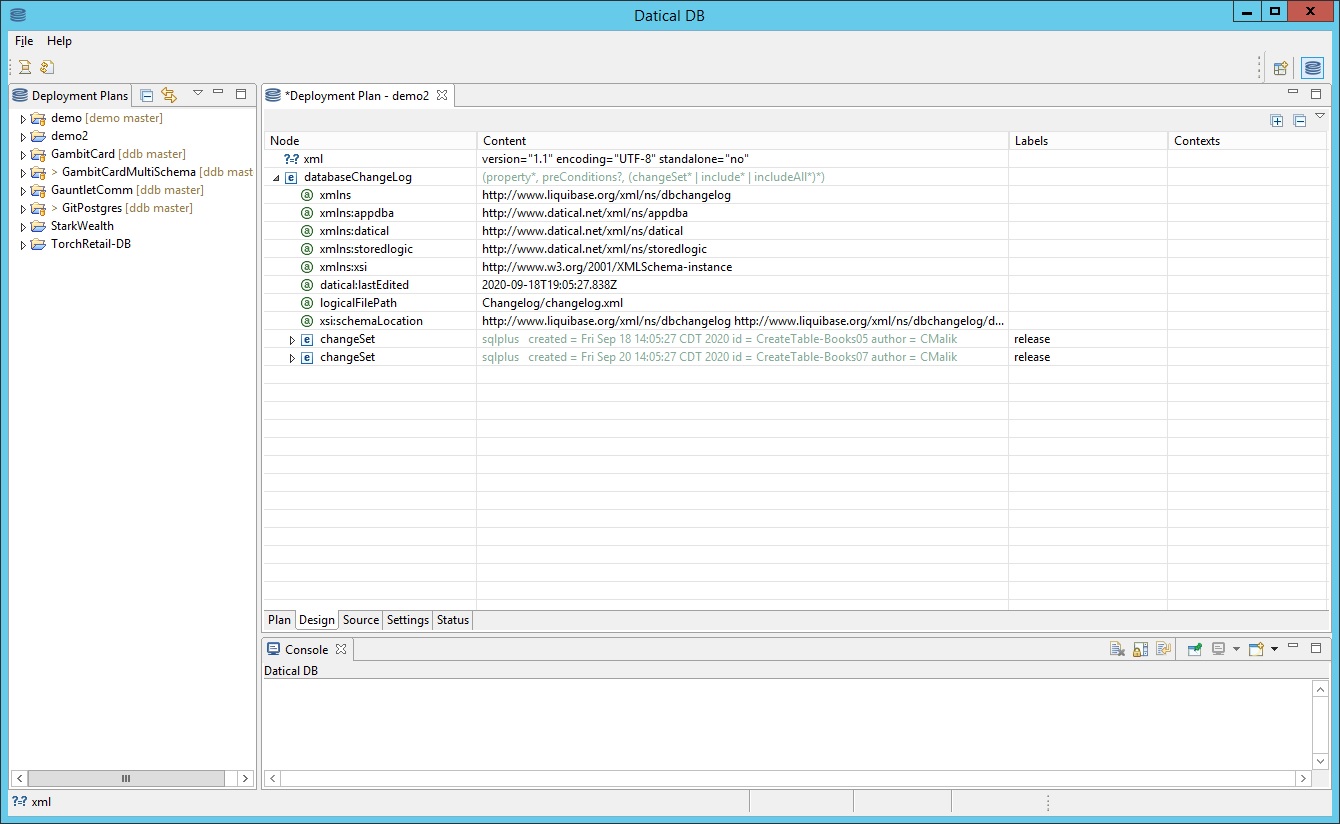 Datical DB
File Help
Deployment Plans
demo [demo master]
demo2
GambitCard [ddb master]
> GambitCardMultiSchema [ddb mast
GauntletComm [ddb master]
> GitPostgres [ddb master]
StarkWealth
TorchRetail-DB
*Deployment Plan - demo2
Node Content Labels Contexts
?=? xml version="1.1" encoding="UTF-8" standalone="no"
e databaseChangeLog (property*, preConditions?, (changeSet* | include* | includeAll*)*)
a xmlns http://www.liquibase.org/xml/ns/dbchangelog
a xmlns:appdba http://www.datical.net/xml/ns/appdba
a xmlns:datical http://www.datical.net/xml/ns/datical
a xmlns:storedlogic http://www.datical.net/xml/ns/storedlogic
a xmlns:xsi http://www.w3.org/2001/XMLSchema-instance
a datical:lastEdited 2020-09-18T19:05:27.838Z
a logicalFilePath Changelog/changelog.xml
a xsi:schemaLocation http://www.liquibase.org/xml/ns/dbchangelog http://www.liquibase.org/xml/ns/dbchangelog/d...
e changeSet sqlplus created = Fri Sep 18 14:05:27 CDT 2020 id = CreateTable-Books05 author = CMalik release
e changeSet sqlplus created = Fri Sep 20 14:05:27 CDT 2020 id = CreateTable-Books07 author = CMalik release
Plan Design Source Settings Status
Console
Datical DB
?=? xml